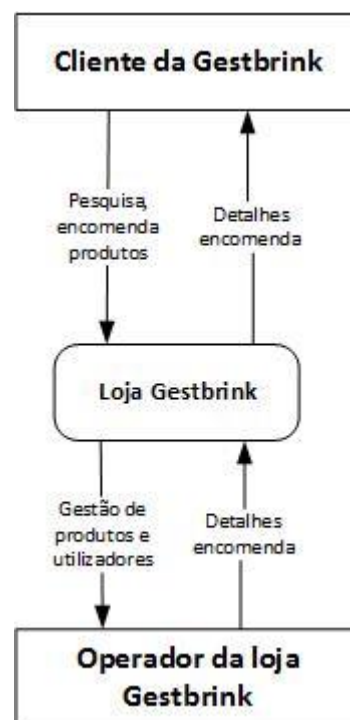 Cliente da Gestbrink
Pesquisa,
encomenda
produtos
Detalhes
encomenda
Loja Gestbrink
Gestão de
produtos e
utilizadores
Detalhes
encomenda
Operador da loja
Gestbrink